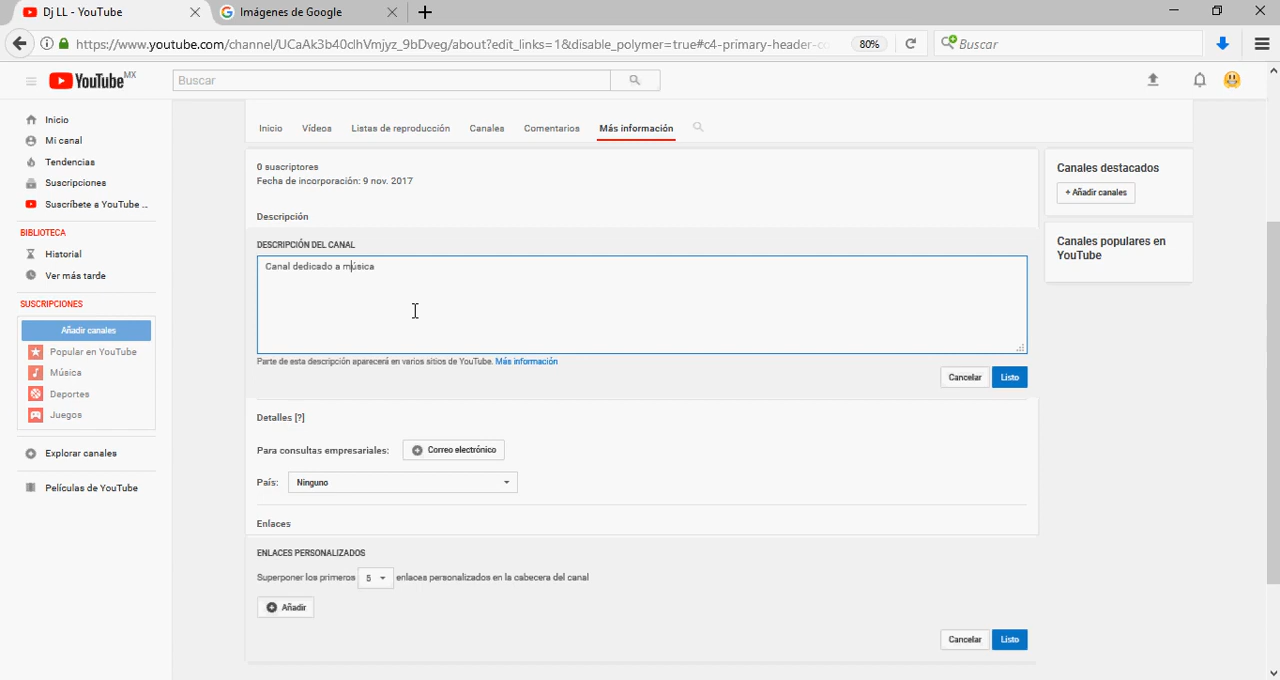 Dj LL - YouTube
Imágenes de Google
https://www.youtube.com/channel/UCaAk3b40clhVmjyz_9bDveg/about?edit_links=1&disable_polymer=true#c4-primary-header-co
80%
Buscar
YouTube MX
Buscar
Inicio
Mi canal
Tendencias
Suscripciones
Suscríbete a YouTube ...
BIBLIOTECA
Historial
Ver más tarde
SUSCRIPCIONES
Añadir canales
Popular en YouTube
Música
Deportes
Juegos
Explorar canales
Películas de YouTube
Inicio Vídeos Listas de reproducción Canales Comentarios Más información
0 suscriptores
Fecha de incorporación: 9 nov. 2017
Descripción
DESCRIPCIÓN DEL CANAL
Canal dedicado a música
Parte de esta descripción aparecerá en varios sitios de YouTube. Más información
Cancelar Listo
Detalles [?]
Para consultas empresariales: Correo electrónico
País: Ninguno
Enlaces
ENLACES PERSONALIZADOS
Superponer los primeros 5 enlaces personalizados en la cabecera del canal
Añadir
Cancelar Listo
Canales destacados
+ Añadir canales
Canales populares en
YouTube